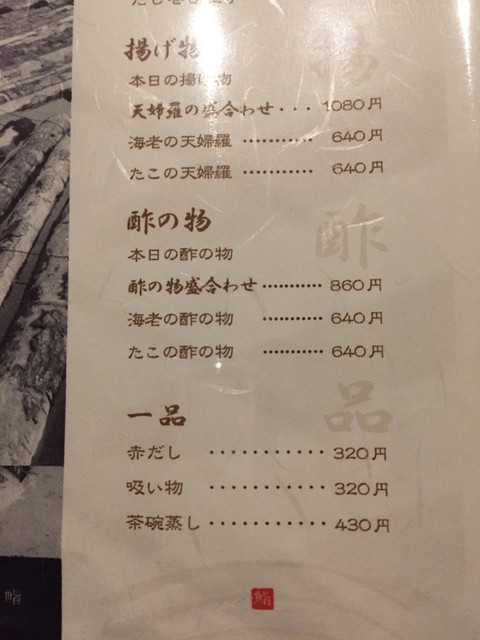 揚げ物
本日の揚げ物
天婦羅の盛合わせ・・・1080円
海老の天婦羅 ………… 640円
たこの天婦羅 ………… 640円
酢の物
酢
本日の酢の物
酢の物盛合わせ ………… 860円
海老の酢の物 ………… 640円
たこの酢の物 ………… 640円
一品
品
赤だし ………… 320円
吸い物 ………… 320円
茶碗蒸し ………… 430円
鮨
鮨